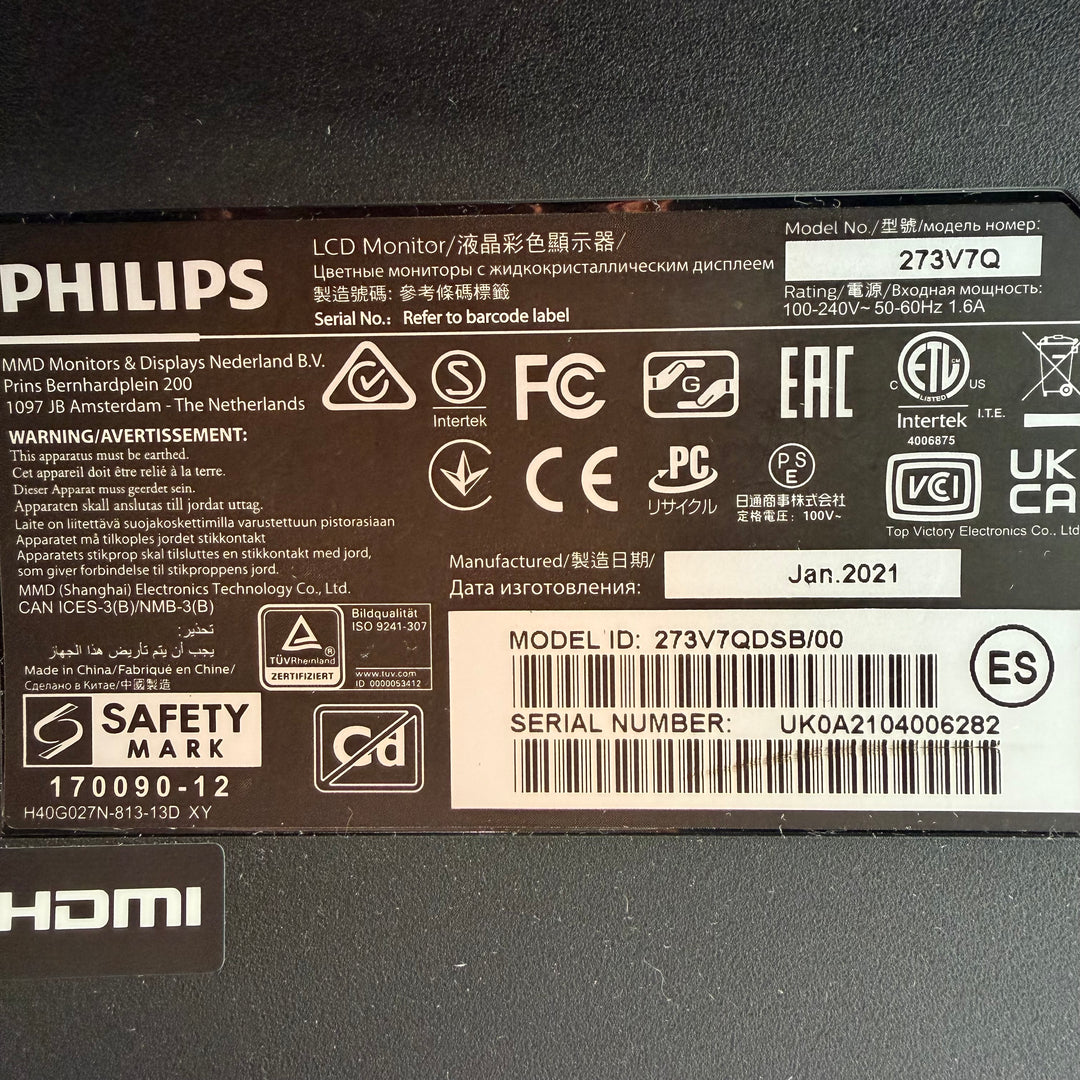 PHILIPS
LCD Monitor/液晶彩色顯示器/
Цветные мониторы с жидкокристаллическим дисплеем
製造號碼: 參考條碼標籤
Serial No.: Refer to barcode label
Model No./型號/модель номер:
273V7Q
Rating/電源/Входная мощность:
100-240V~ 50-60Hz 1.6A
MMD Monitors & Displays Nederland B.V.
Prins Bernhardplein 200
1097 JB Amsterdam - The Netherlands
S
Intertek
FC
G
EAC
ETL CM
LISTED
C US
Intertek
4006875
I.T.E.
WARNING/AVERTISSEMENT:
This apparatus must be earthed.
Cet appareil doit être relié à la terre.
Dieser Apparat muss geerdet sein.
Apparaten skall anslutas till jordat uttag.
Laite on liitettävä suojakoskettimilla varustettuun pistorasiaan
Apparatet må tilkoples jordet stikkontakt
Apparatets stikprop skal tilsluttes en stikkontakt med jord,
som giver forbindelse til stikproppens jord.
MMD (Shanghai) Electronics Technology Co., Ltd.
CAN ICES-3(B)/NMB-3(B)
تحذير:
يجب أن يتم تأريض هذا الجهاز
Made in China/Fabriqué en Chine/
Сделано в Китае/中國製造
CE
PC
リサイクル
PS
E
日通商事株式会社
定格電圧: 100V~
VCCI
UK
CA
Top Victory Electronics Co., Ltd
Manufactured/製造日期/
Дата изготовления:
Jan.2021
TÜVRheinland ®
ZERTIFIZIERT
Bildqualität
ISO 9241-307
www.tuv.com
ID 0000053412
MODEL ID: 273V7QDSB/00
ES
SERIAL NUMBER: UK0A2104006282
SAFETY
MARK
170090-12
H40G027N-813-13D XY
Cd
HDMI